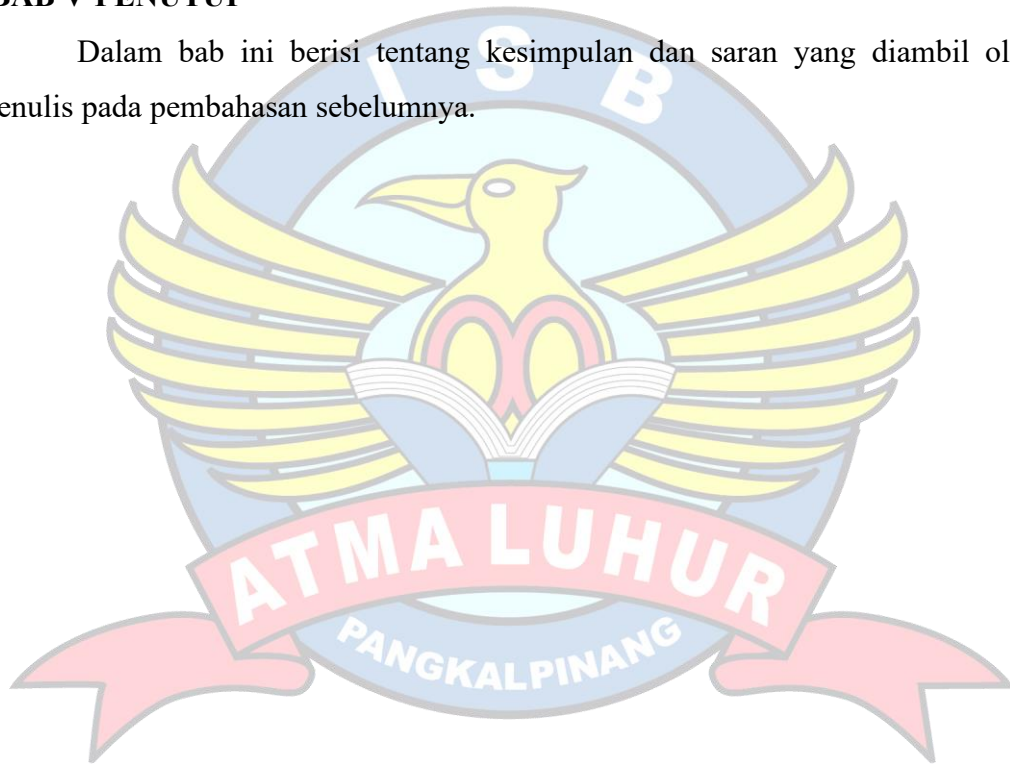 BAB V PENUTUP
Dalam bab ini berisi tentang kesimpulan dan saran yang diambil ol
enulis pada pembahasan sebelumnya.
I S B
ATMA LUHUR
PANGKALPINANG